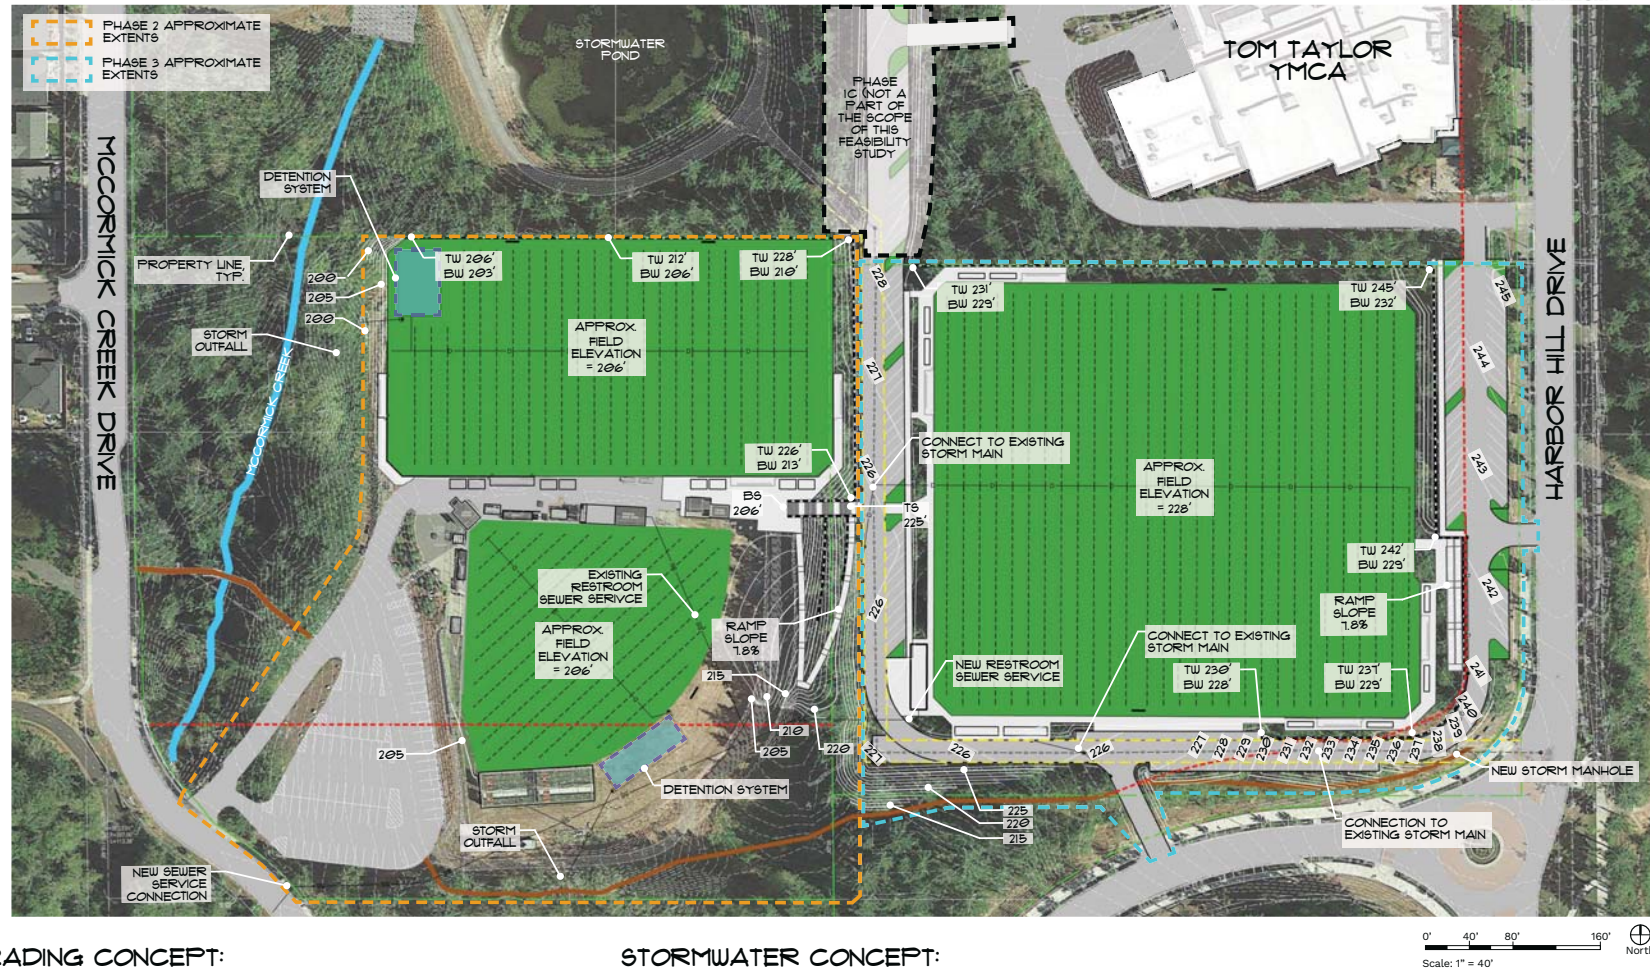 PHASE 2 APPROXIMATE
EXTENTS
PHASE 3 APPROXIMATE
EXTENTS
STORMWATER
POND
PHASE
1C (NOT A
PART OF
THE SCOPE
OF THIS
FEASIBILITY
STUDY
TOM TAYLOR
YMCA
MCCORMICK CREEK DRIVE
DETENTION
SYSTEM
PROPERTY LINE,
TYP.
200
205
200
STORM
OUTFALL
MCCORMICK CREEK
TW 206'
BW 203'
TW 212'
BW 206'
TW 228'
BW 210'
APPROX.
FIELD
ELEVATION
= 206'
TW 226'
BW 213'
BS
206'
TS
225'
228
227
226
226
TW 231'
BW 229'
TW 245'
BW 232'
CONNECT TO EXISTING
STORM MAIN
APPROX.
FIELD
ELEVATION
= 228'
TW 242'
BW 229'
RAMP
SLOPE
7.8%
245
244
243
242
241
240
239
238
HARBOR HILL DRIVE
EXISTING
RESTROOM
SEWER SERIVCE
APPROX.
FIELD
ELEVATION
= 206'
RAMP
SLOPE
7.8%
215
210
205
220
205
DETENTION SYSTEM
STORM
OUTFALL
NEW SEWER
SERVICE
CONNECTION
NEW RESTROOM
SEWER SERVICE
CONNECT TO EXISTING
STORM MAIN
TW 230'
BW 228'
TW 237'
BW 229'
227
226
226
227
228
229
230
231
232
233
234
235
236
237
NEW STORM MANHOLE
225
220
215
CONNECTION TO
EXISTING STORM MAIN
RADING CONCEPT:
STORMWATER CONCEPT:
0' 40' 80' 160'
Scale: 1" = 40'
North